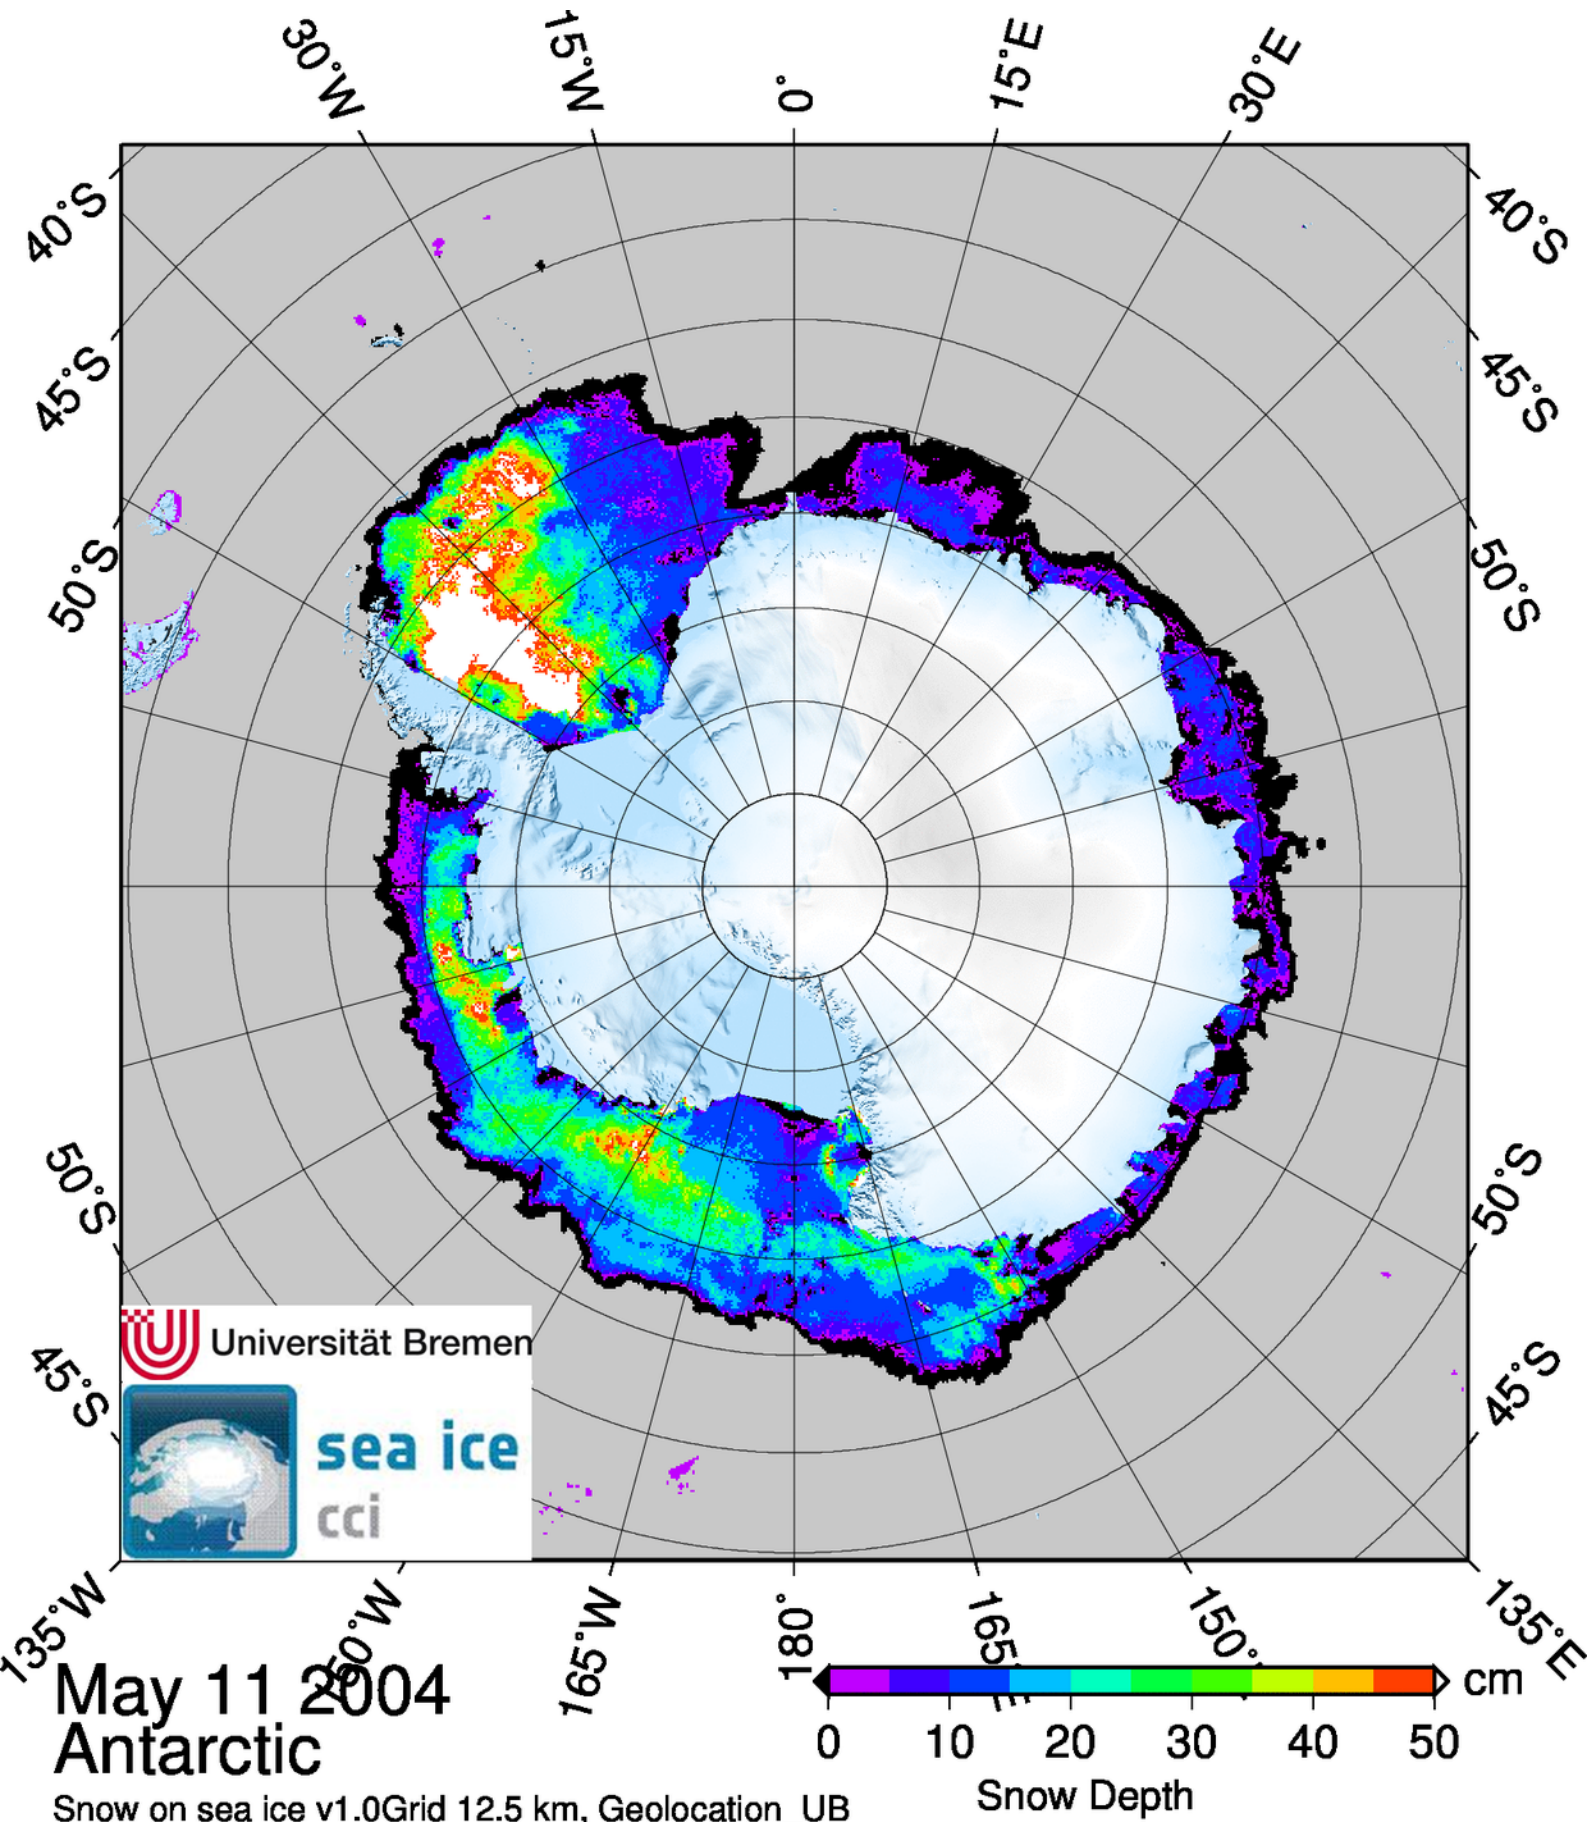 30°W 15°W 0° 15°E 30°E
40°S 40°S
45°S 45°S
50°S 50°S
50°S 50°S
45°S 45°S
Universität Bremen
sea ice
cci
135°W 150°W 165°W 180° 165°E 150° 135°E
May 11 2004
Antarctic
Snow on sea ice v1.0Grid 12.5 km, Geolocation UB
cm
0 10 20 30 40 50
Snow Depth